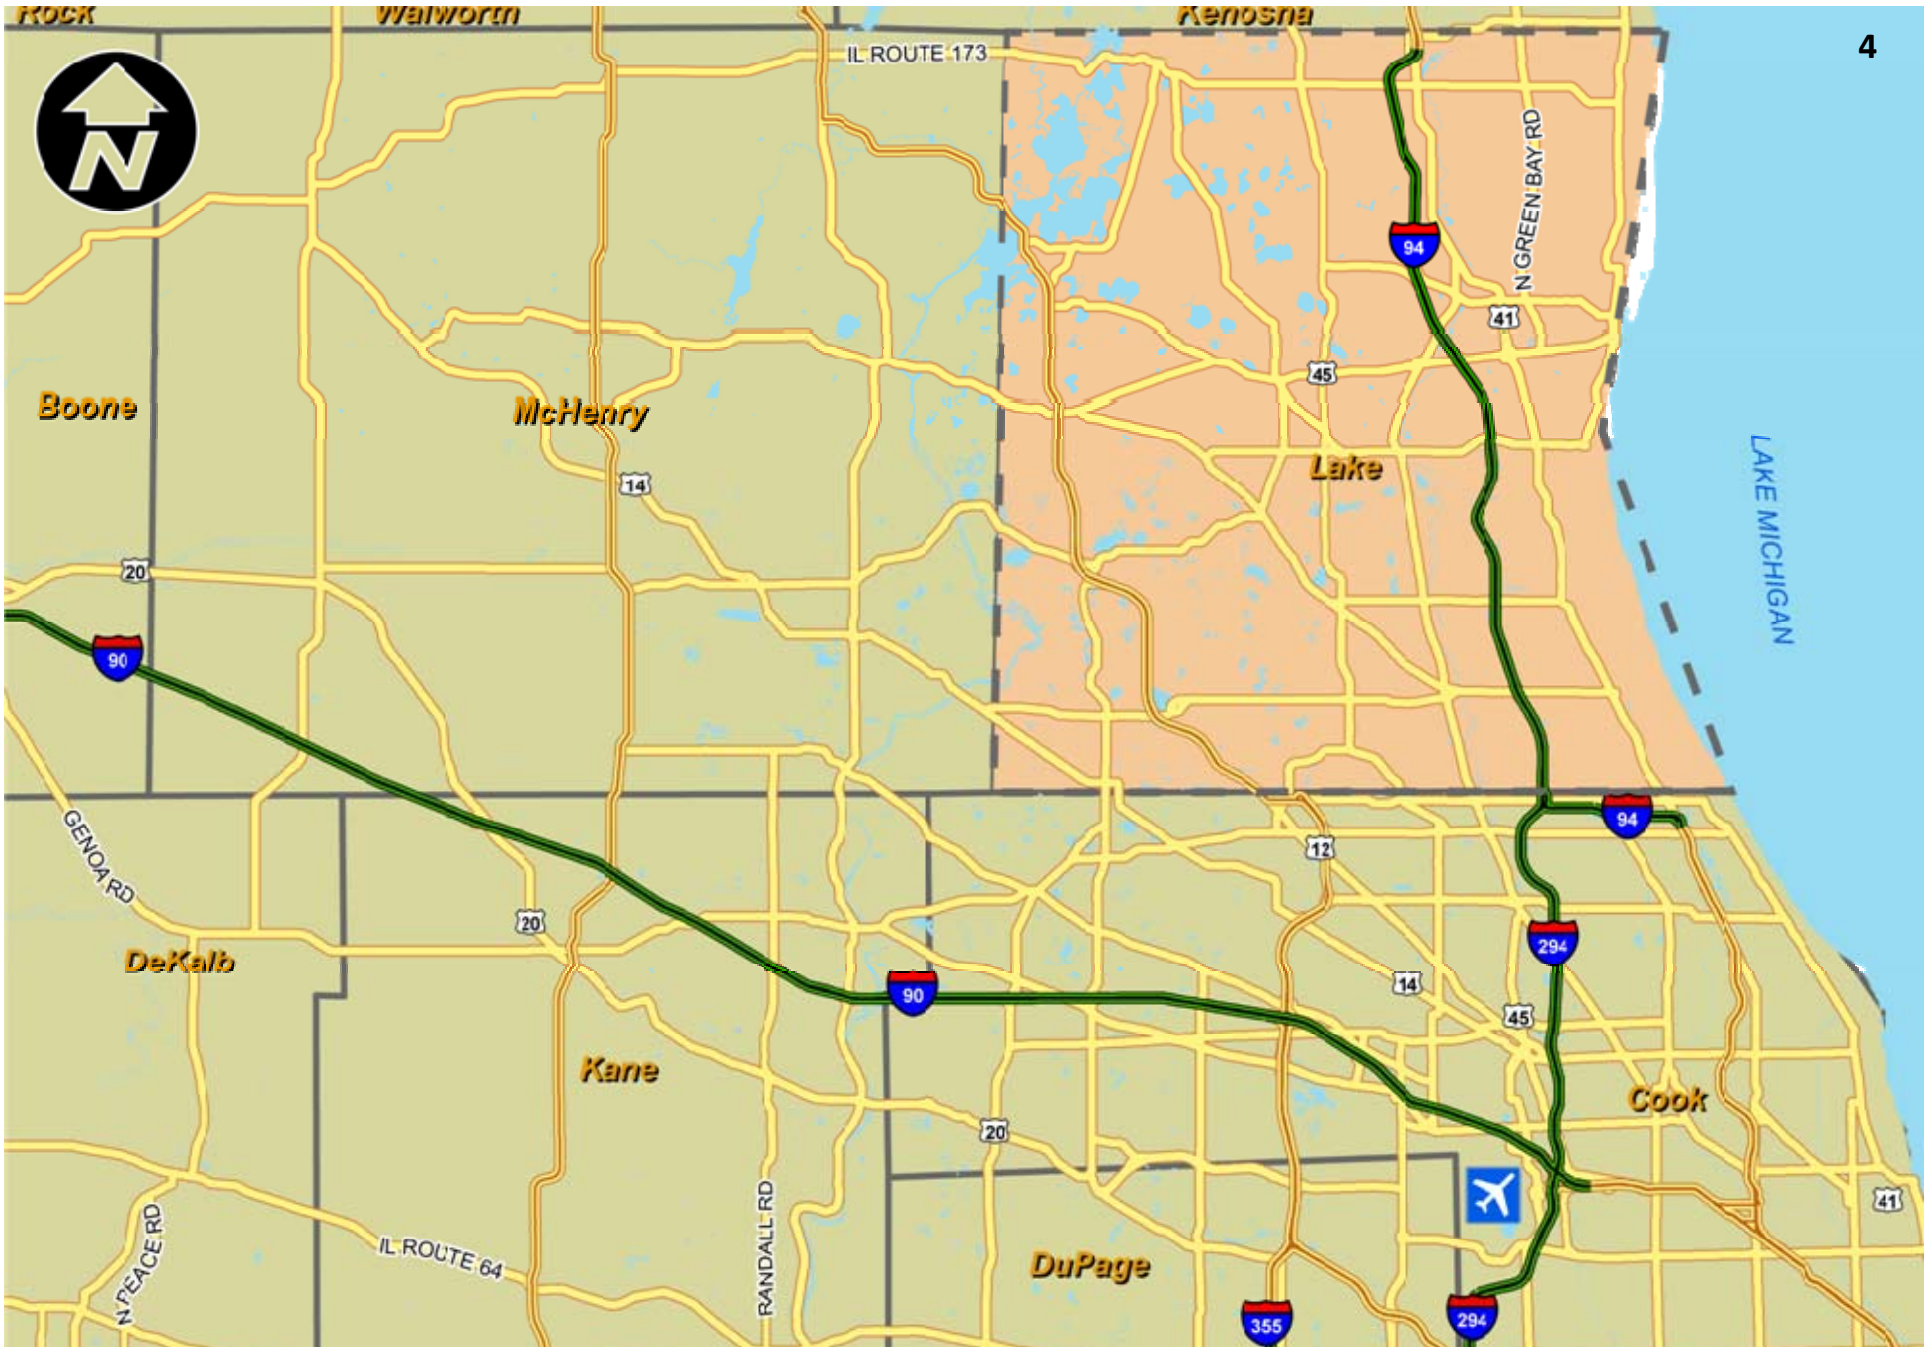 Rock
Walworth
Kenosha
4
IL ROUTE 173
N
N GREEN BAY RD
94
41
45
Boone
McHenry
Lake
14
LAKE MICHIGAN
20
90
94
GENOA RD
12
20
294
DeKalb
14
90
45
Kane
Cook
20
41
RANDALL RD
N PEACE RD
IL ROUTE 64
DuPage
355
294